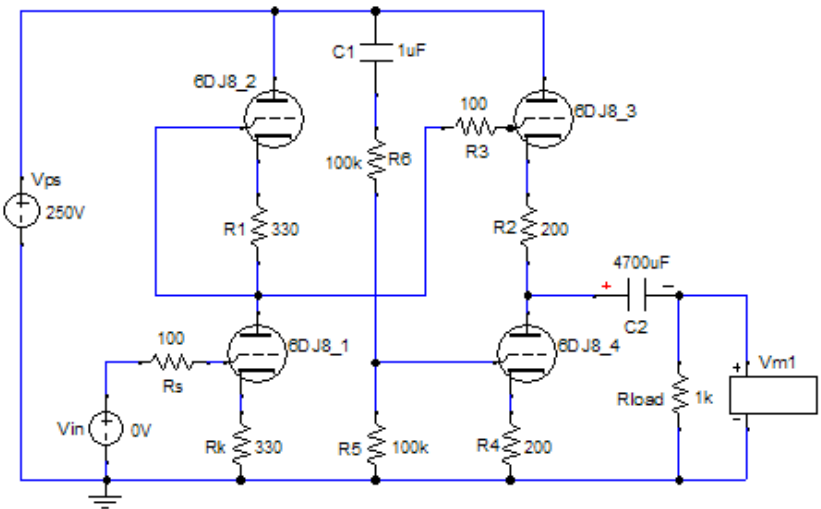 C1
1uF
6DJ8_2
100
6DJ8_3
R3
100k
R6
Vps
250V
R1
330
R2
200
4700uF
+
−
C2
100
6DJ8_1
6DJ8_4
Rs
Vm1
+
Rload
1k
Vin
0V
Rk
330
R5
100k
R4
200
−